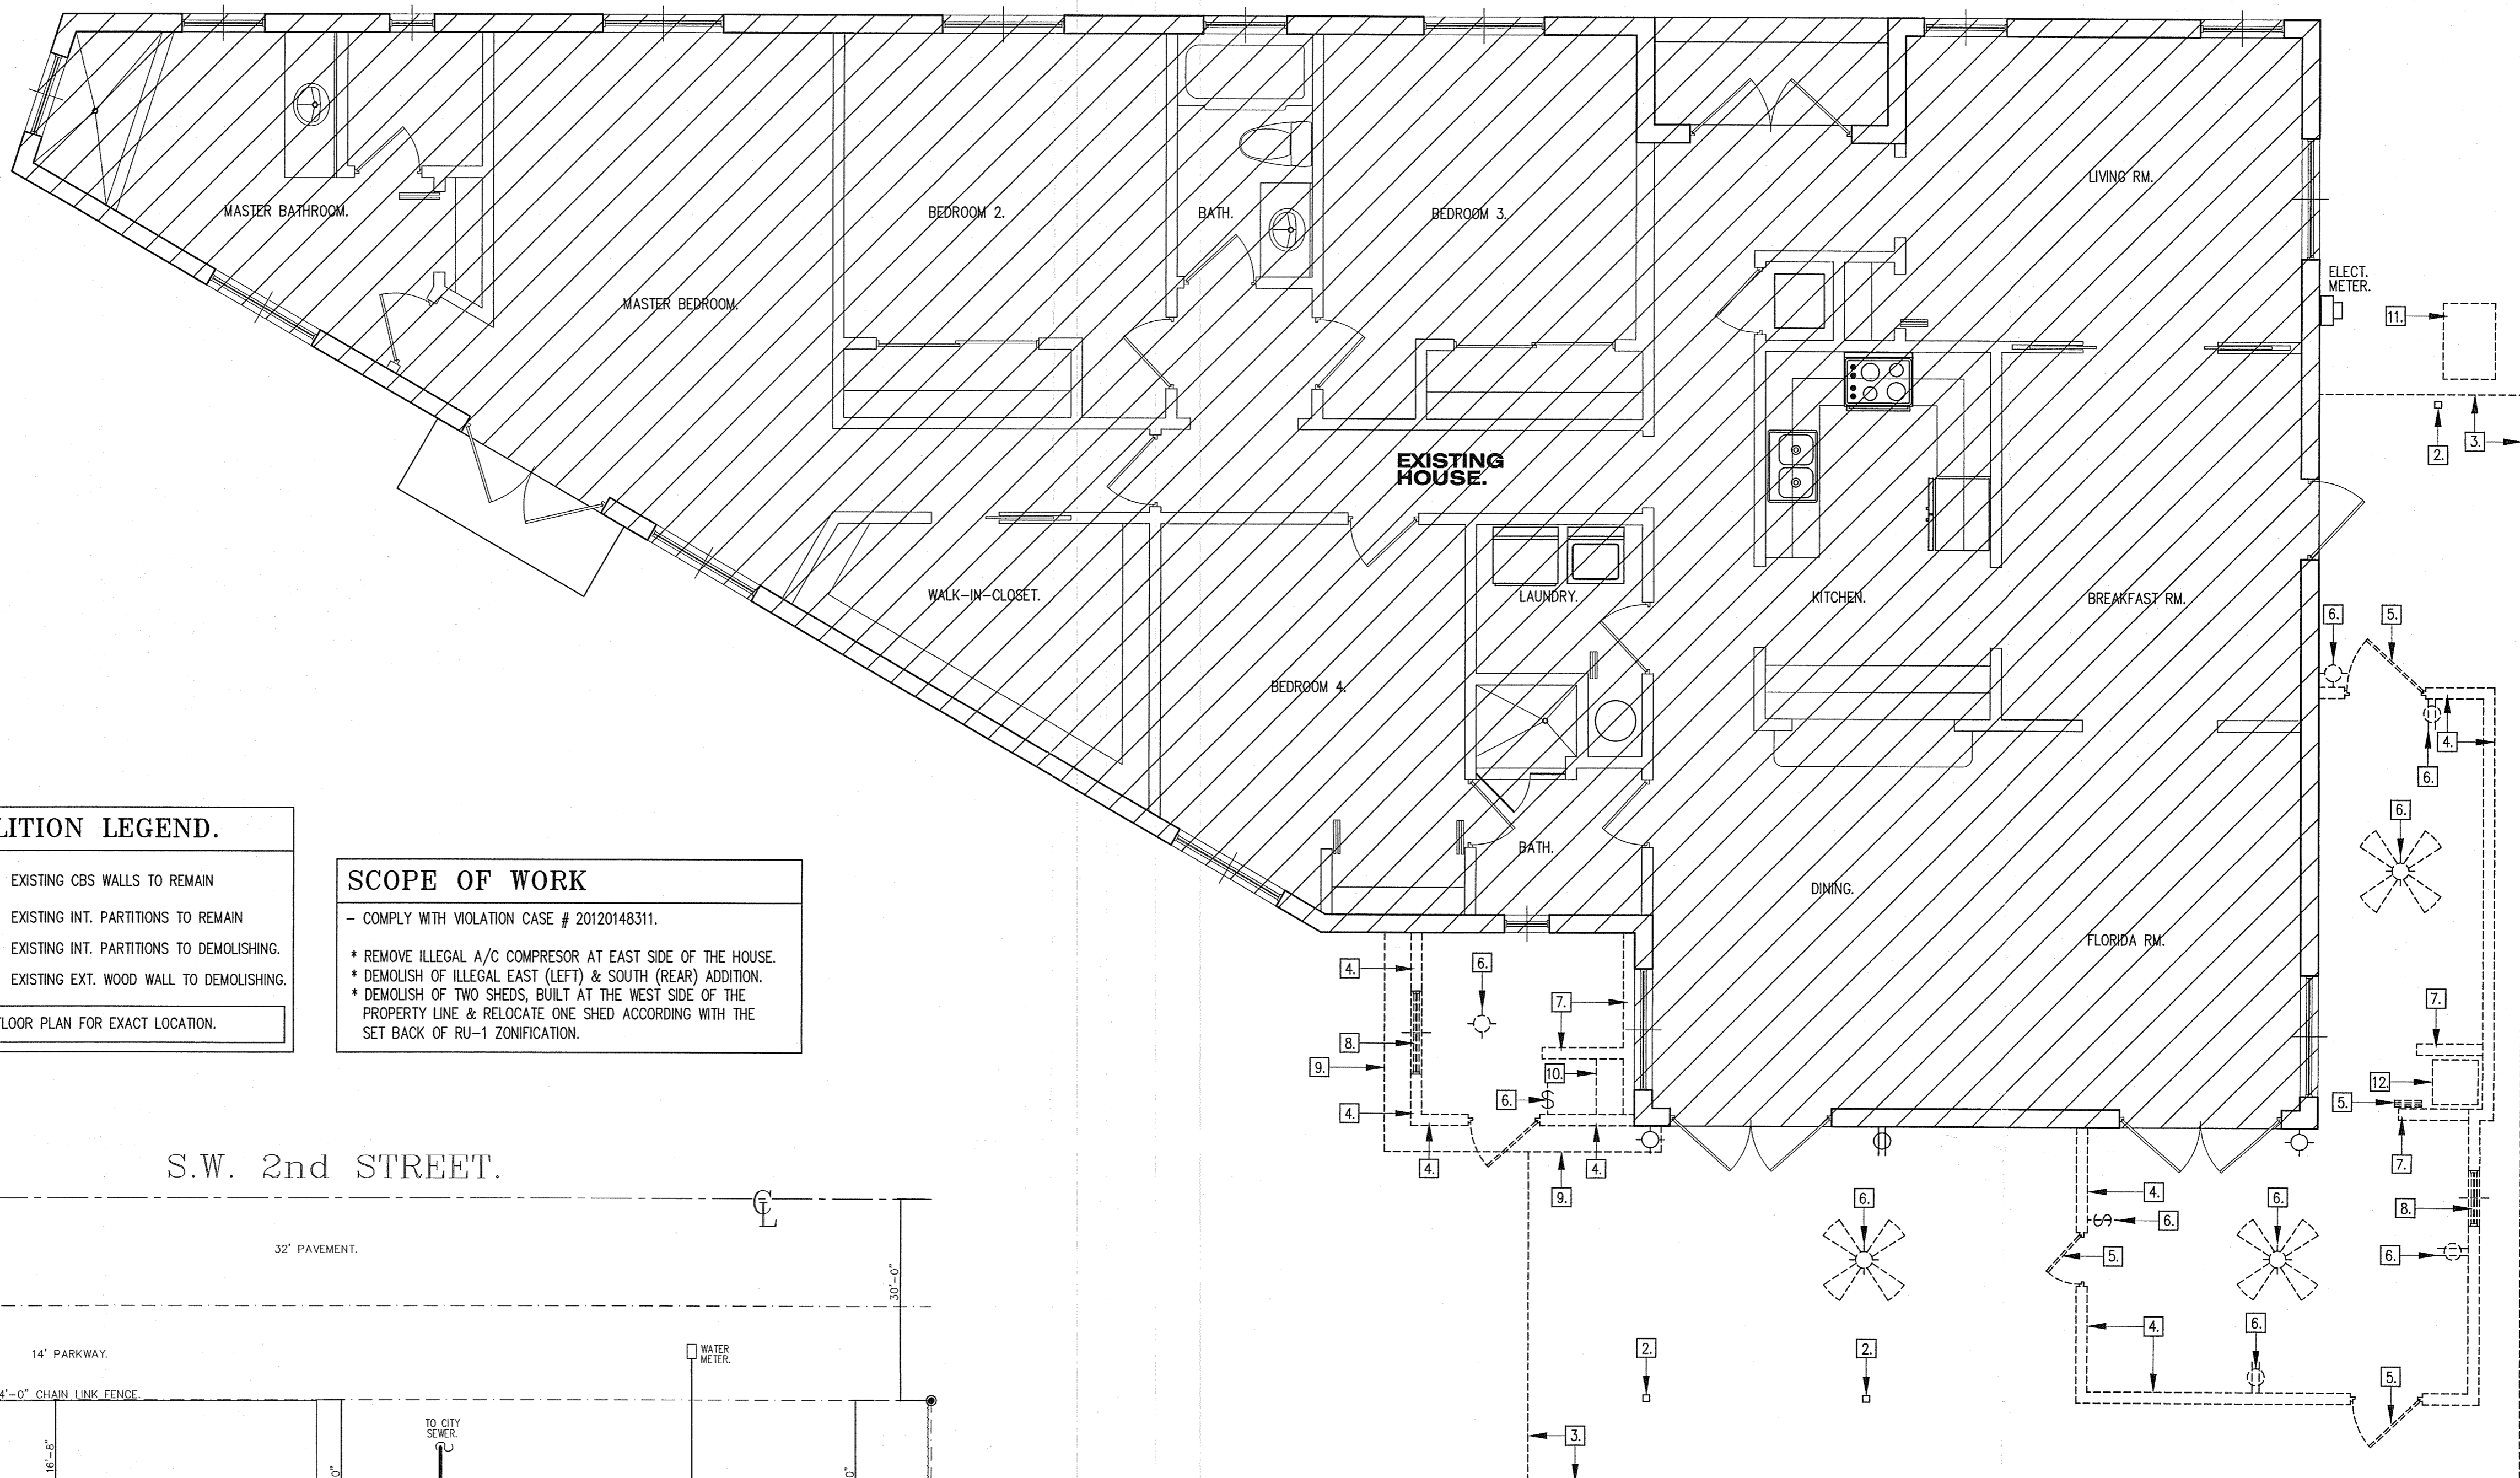 MASTER BATHROOM.
MASTER BEDROOM.
BEDROOM 2.
BATH.
BEDROOM 3.
LIVING RM.
ELECT.
METER.
11.
2.
3.
EXISTING
HOUSE.
WALK-IN-CLOSET.
LAUNDRY.
KITCHEN.
BREAKFAST RM.
6.
5.
BEDROOM 4.
4.
6.
6.
BATH.
DINING.
FLORIDA RM.
LITION LEGEND.
EXISTING CBS WALLS TO REMAIN
EXISTING INT. PARTITIONS TO REMAIN
EXISTING INT. PARTITIONS TO DEMOLISHING.
EXISTING EXT. WOOD WALL TO DEMOLISHING.
FLOOR PLAN FOR EXACT LOCATION.
SCOPE OF WORK
- COMPLY WITH VIOLATION CASE # 20120148311.
* REMOVE ILLEGAL A/C COMPRESOR AT EAST SIDE OF THE HOUSE.
* DEMOLISH OF ILLEGAL EAST (LEFT) & SOUTH (REAR) ADDITION.
* DEMOLISH OF TWO SHEDS, BUILT AT THE WEST SIDE OF THE
PROPERTY LINE & RELOCATE ONE SHED ACCORDING WITH THE
SET BACK OF RU-1 ZONIFICATION.
4.
6.
7.
7.
8.
9.
10.
12.
6.
5.
4.
4.
4.
9.
7.
6.
4.
6.
6.
8.
5.
6.
2.
2.
4.
6.
5.
3.
S.W. 2nd STREET.
CL
32' PAVEMENT.
30'-0"
14' PARKWAY.
WATER
METER.
4'-0" CHAIN LINK FENCE.
TO CITY
SEWER.
16'-8"
0"
0"